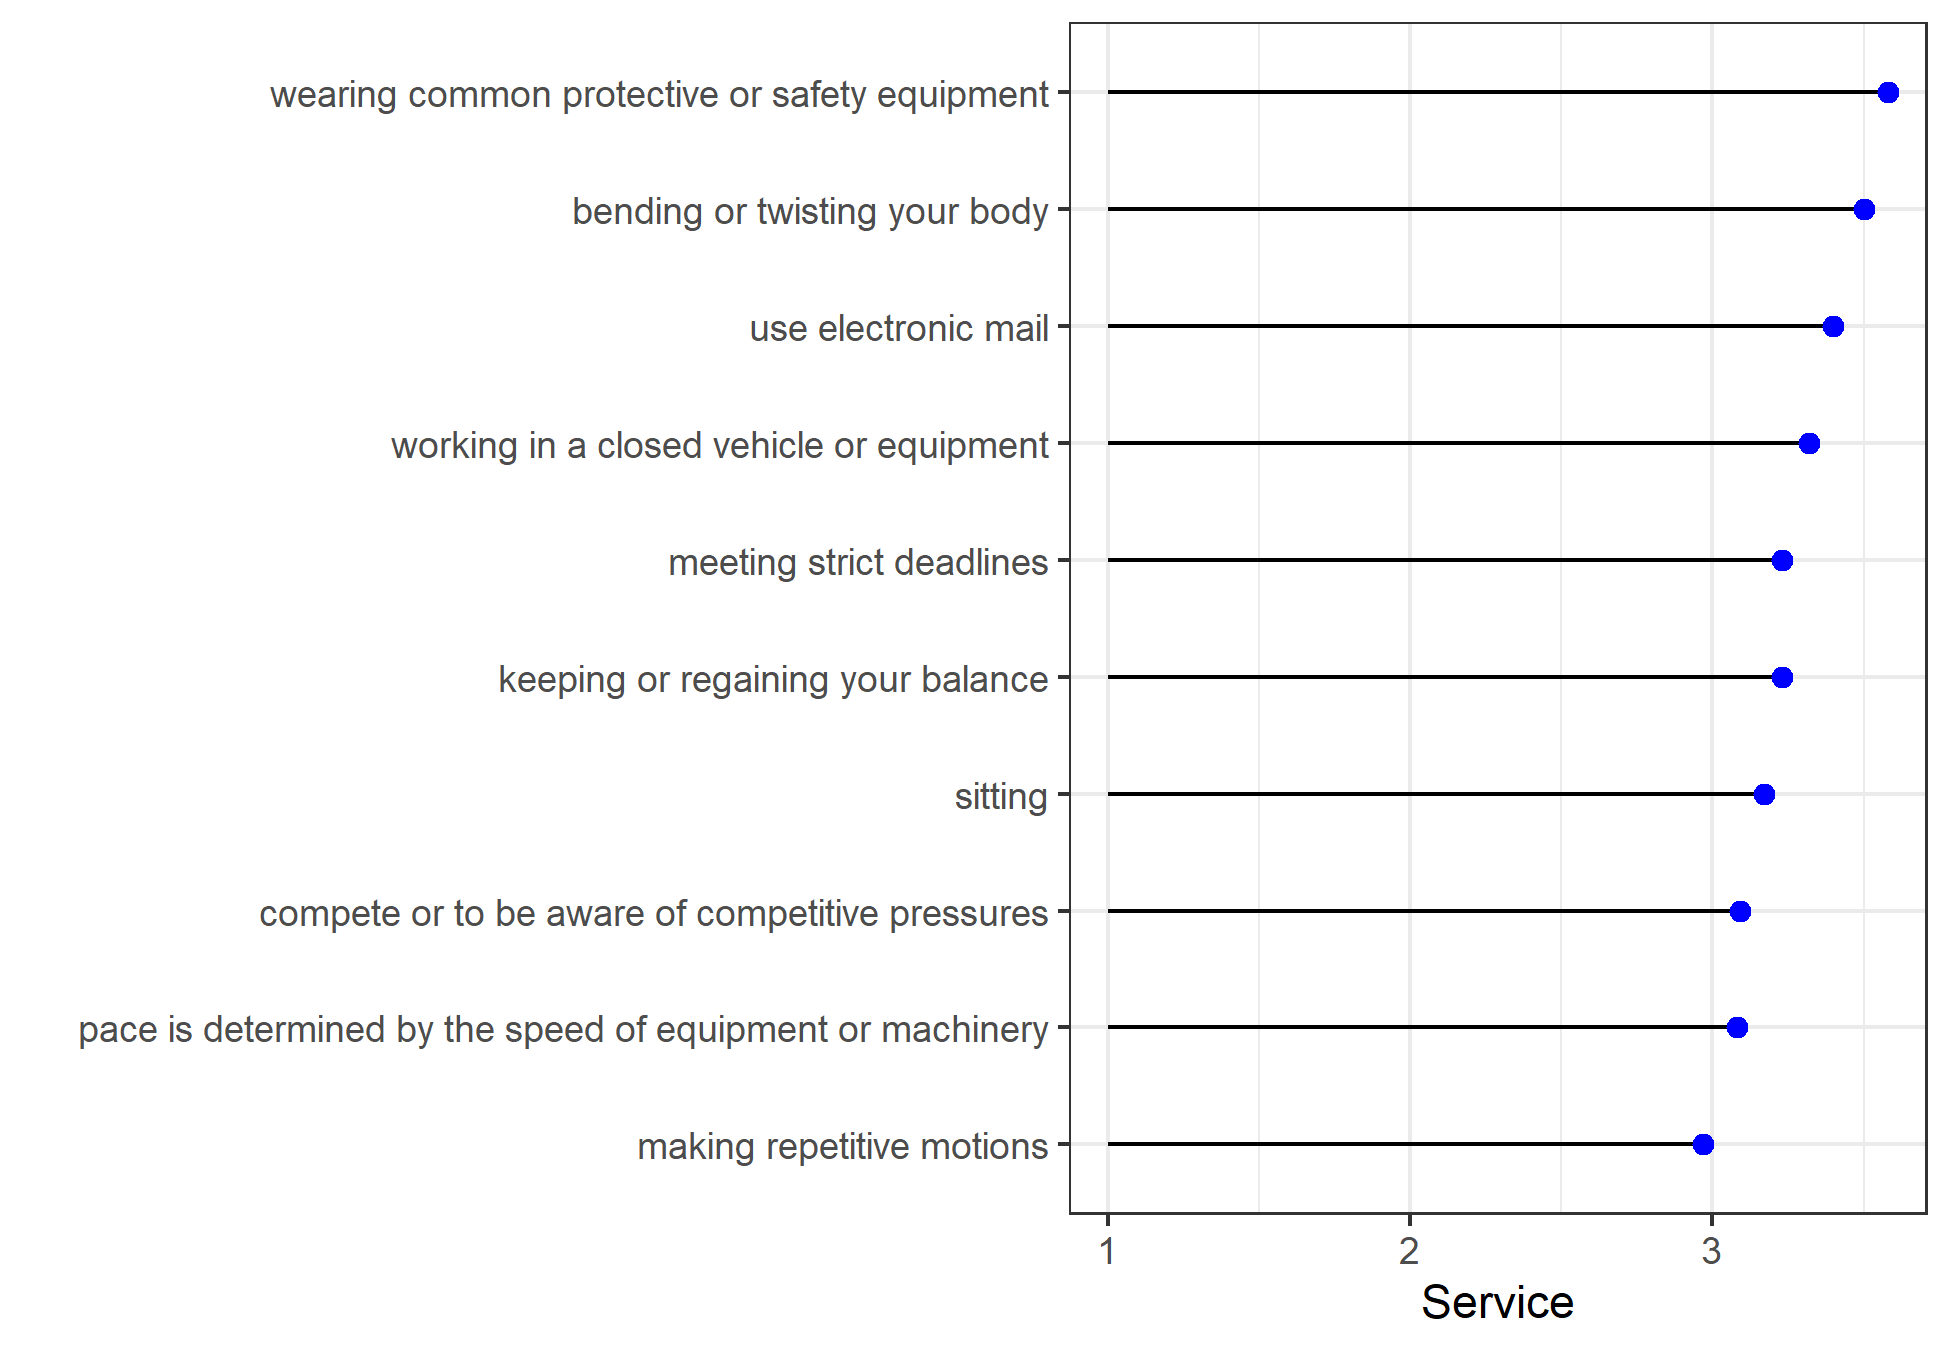 wearing common protective or safety equipment
bending or twisting your body
use electronic mail
working in a closed vehicle or equipment
meeting strict deadlines
keeping or regaining your balance
sitting
compete or to be aware of competitive pressures
pace is determined by the speed of equipment or machinery
making repetitive motions
1 2 3
Service